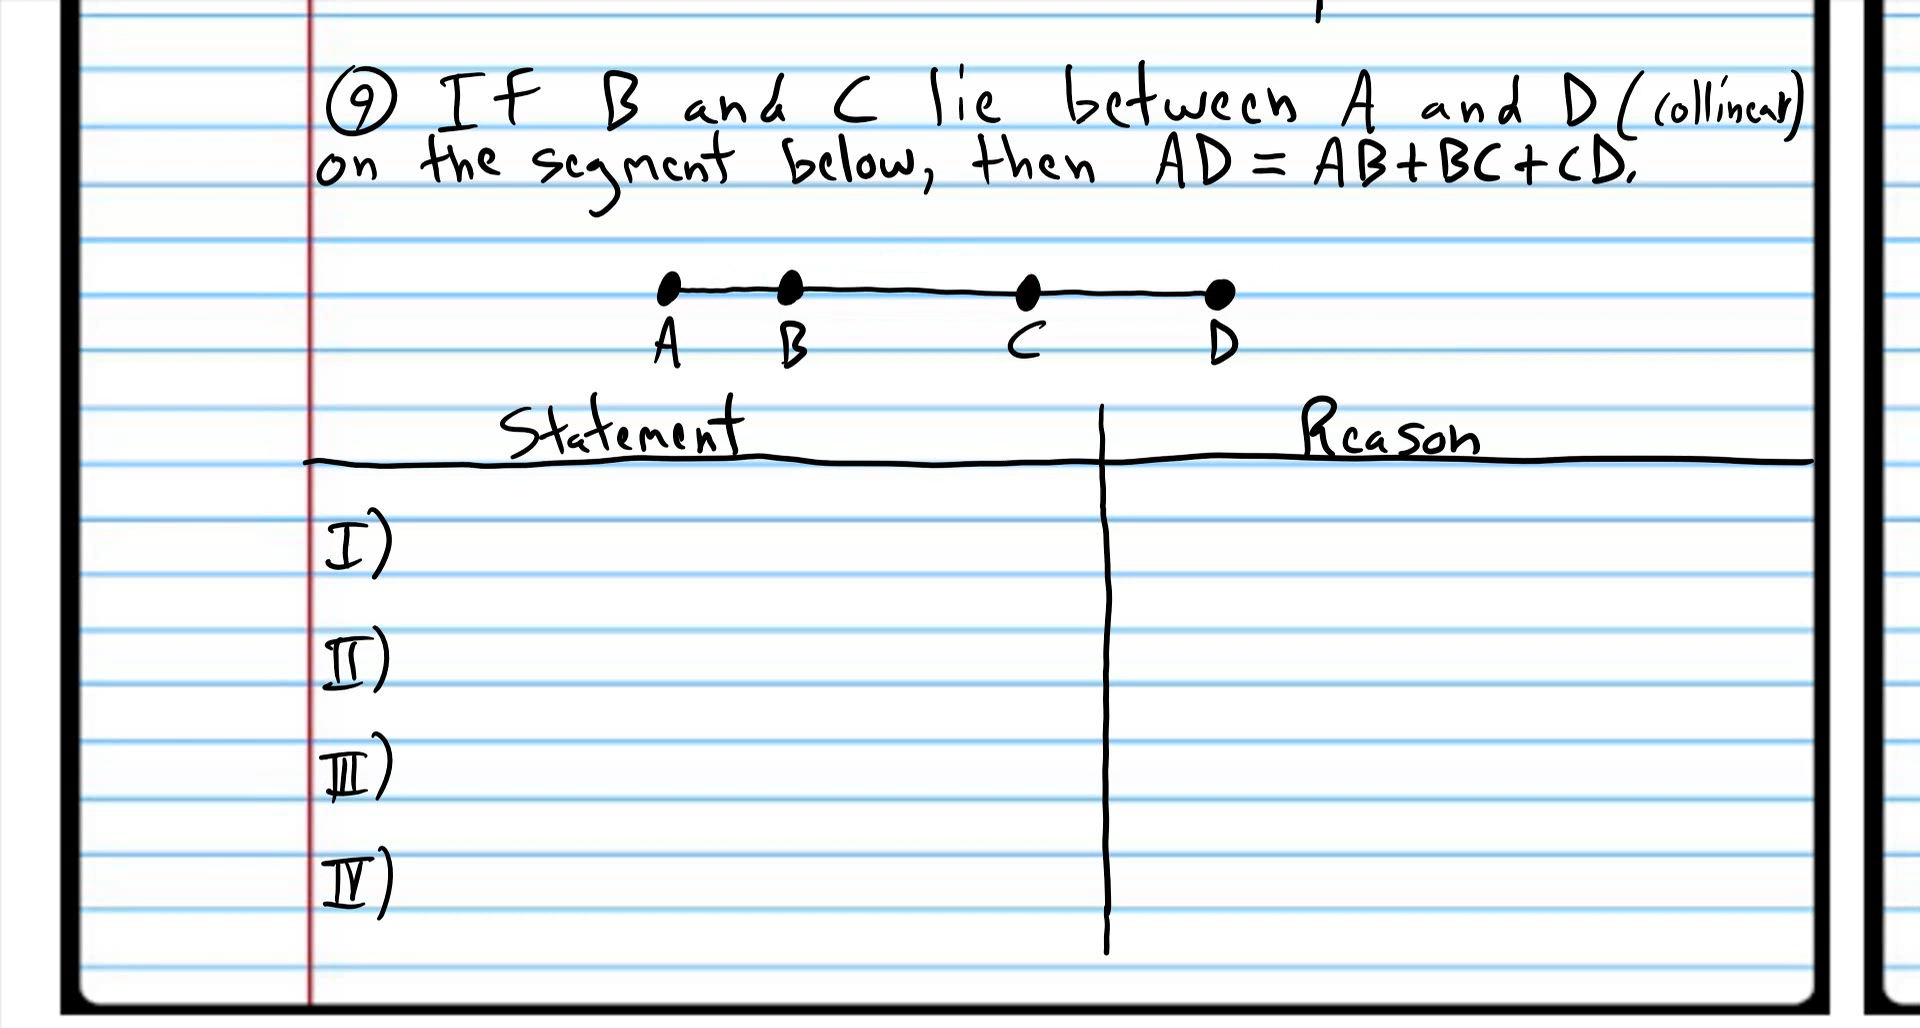 ⑨ If B and C lie between A and D (collinear)
on the segment below, then AD = AB + BC + CD.
A B C D
Statement Reason
I)
II)
III)
IV)